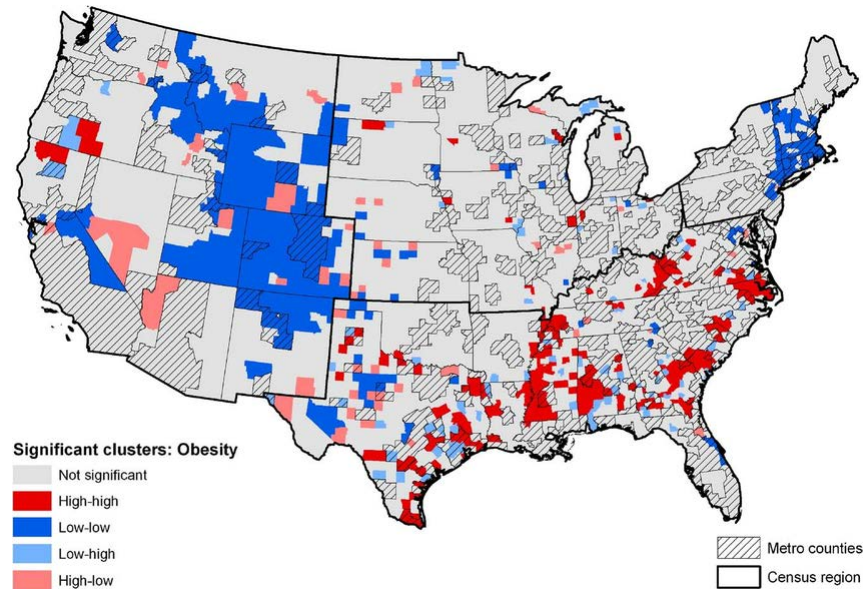 Significant clusters: Obesity
Not significant
High-high
Low-low
Low-high
High-low
Metro counties
Census region